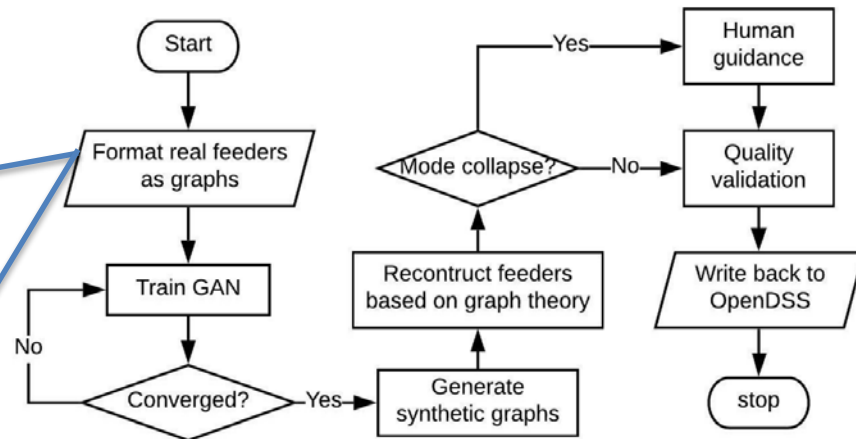 Start
Format real feeders
as graphs
Train GAN
No
Converged?
Yes
Generate
synthetic graphs
Recontruct feeders
based on graph theory
Mode collapse?
Yes
No
Human
guidance
Quality
validation
Write back to
OpenDSS
stop